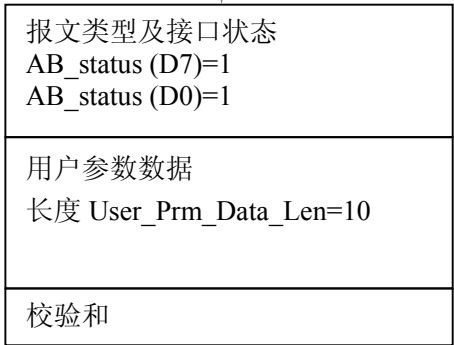 报文类型及接口状态
AB_status (D7)=1
AB_status (D0)=1
用户参数数据
长度 User_Prm_Data_Len=10
校验和